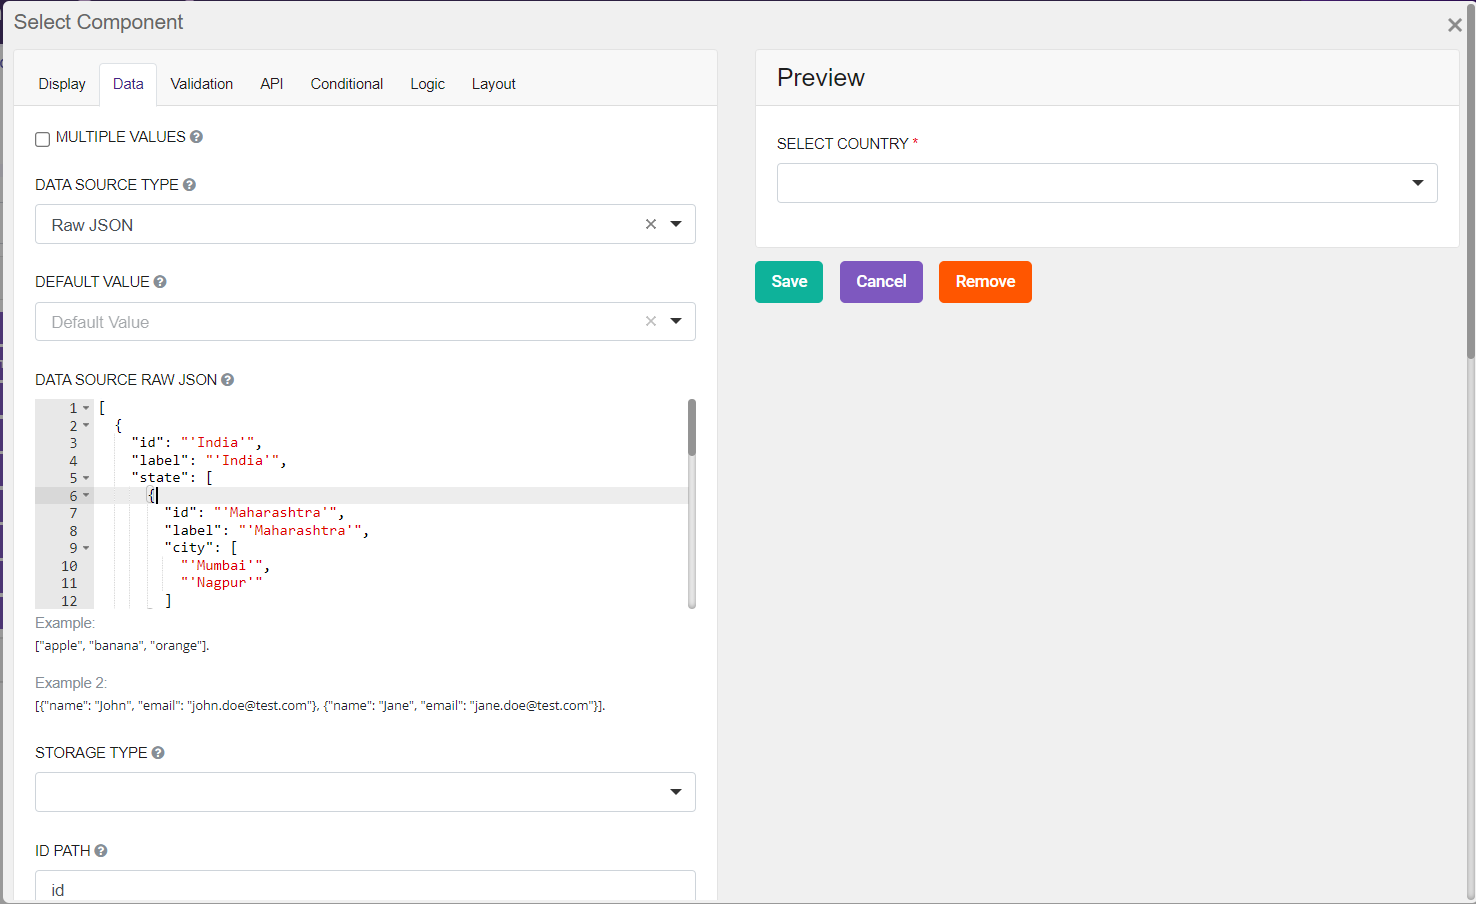 Select Component
Display Data Validation API Conditional Logic Layout
MULTIPLE VALUES
DATA SOURCE TYPE
Raw JSON
DEFAULT VALUE
Default Value
DATA SOURCE RAW JSON
1 [
2 {
3 "id": "'India'",
4 "label": "'India'",
5 "state": [
6 {
7 "id": "'Maharashtra'",
8 "label": "'Maharashtra'",
9 "city": [
10 "'Mumbai'",
11 "'Nagpur'"
12 ]
Example:
["apple", "banana", "orange"].
Example 2:
[{"name": "John", "email": "john.doe@test.com"}, {"name": "Jane", "email": "jane.doe@test.com"}].
STORAGE TYPE
ID PATH
id
Preview
SELECT COUNTRY *
Save Cancel Remove